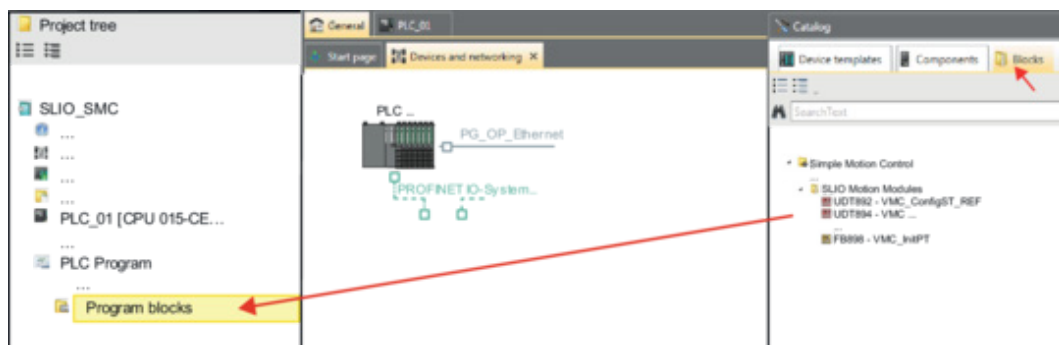 Project tree
SLIO_SMC
...
...
...
...
PLC_01 [CPU 015-CE...
...
PLC Program
...
Program blocks
General
PLC_01
Start page
Devices and networking
PLC ...
PG_OP_Ethernet
PROFINET IO-System...
Catalog
Device templates
Components
Blocks
SearchText
Simple Motion Control
...
SLIO Motion Modules
UDT892 - VMC_ConfigST_REF
UDT894 - VMC ...
...
FB898 - VMC_InitPT